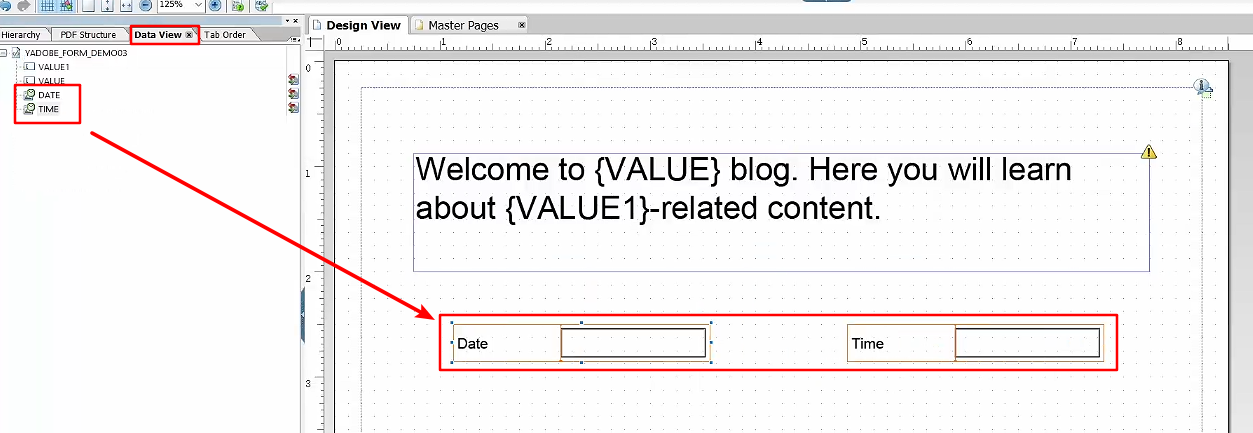 125%
Hierarchy PDF Structure Data View Tab Order
Design View Master Pages
YADOBE_FORM_DEMO03
VALUE1
VALUE
DATE
TIME
0 1 2 3 4 5 6 7 8
0
1
2
3
Welcome to {VALUE} blog. Here you will learn
about {VALUE1}-related content.
Date Time